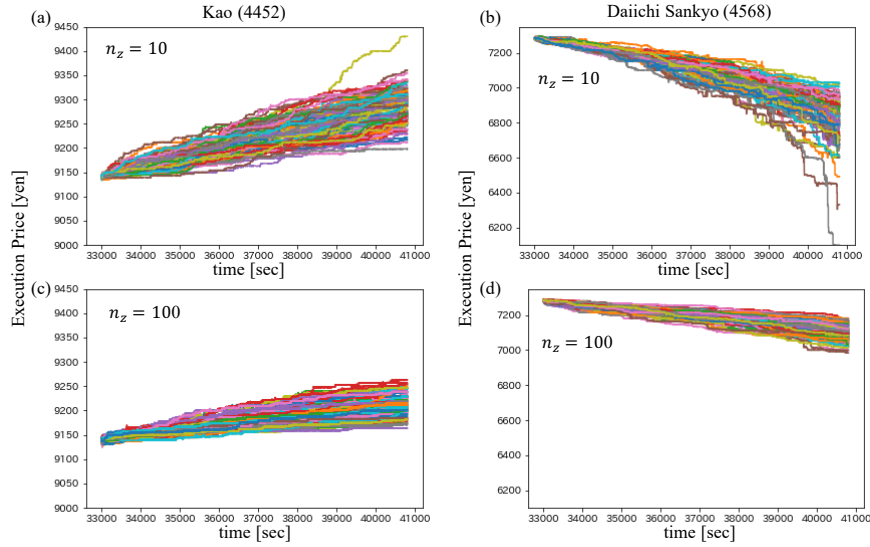 (a)
Kao (4452)
(b)
Daiichi Sankyo (4568)
9450
9400
9350
9300
9250
9200
9150
9100
9050
9000
n_z = 10
33000 34000 35000 36000 37000 38000 39000 40000 41000
time [sec]
7200
7000
6800
6600
6400
6200
n_z = 10
33000 34000 35000 36000 37000 38000 39000 40000 41000
time [sec]
Execution Price [yen]
Execution Price [yen]
(c)
9450
9400
9350
9300
9250
9200
9150
9100
9050
9000
n_z = 100
33000 34000 35000 36000 37000 38000 39000 40000 41000
time [sec]
(d)
7200
7000
6800
6600
6400
6200
n_z = 100
33000 34000 35000 36000 37000 38000 39000 40000 41000
time [sec]